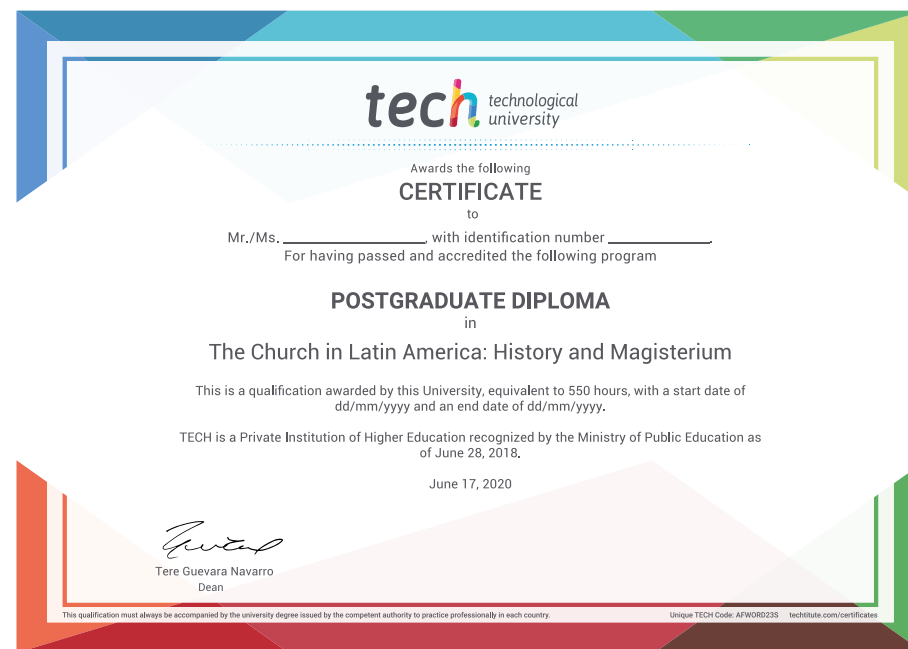 tech technological
university
Awards the following
CERTIFICATE
to
Mr./Ms. ____________________, with identification number ______________.
For having passed and accredited the following program
POSTGRADUATE DIPLOMA
in
The Church in Latin America: History and Magisterium
This is a qualification awarded by this University, equivalent to 550 hours, with a start date of
dd/mm/yyyy and an end date of dd/mm/yyyy.
TECH is a Private Institution of Higher Education recognized by the Ministry of Public Education as
of June 28, 2018.
June 17, 2020
Tere Guevara Navarro
Dean
This qualification must always be accompanied by the university degree issued by the competent authority to practice professionally in each country. Unique TECH Code: AFWORD23S techtitute.com/certificates